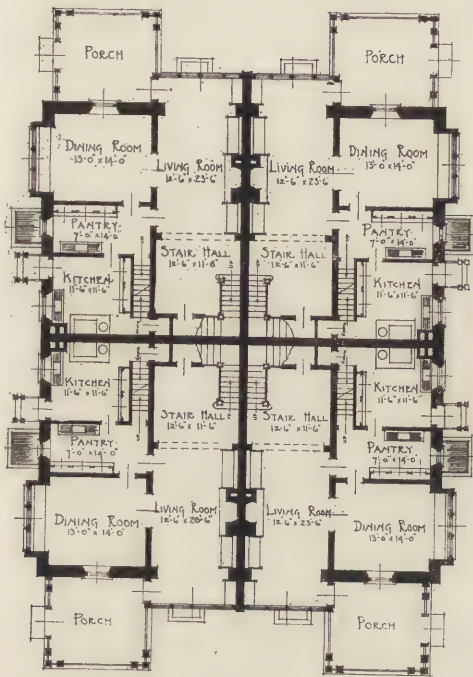 PORCH
PORCH
DINING ROOM
13'-0" x 14'-0"
LIVING ROOM
12'-6" x 23'-6"
LIVING ROOM
12'-6" x 23'-6"
DINING ROOM
13'-0" x 14'-0"
PANTRY
7'-0" x 14'-0"
PANTRY
7'-0" x 14'-0"
STAIR HALL
12'-6" x 11'-6"
STAIR HALL
12'-6" x 11'-6"
KITCHEN
11'-6" x 11'-6"
KITCHEN
11'-6" x 11'-6"
KITCHEN
11'-6" x 11'-6"
KITCHEN
11'-6" x 11'-6"
STAIR HALL
12'-6" x 11'-6"
STAIR HALL
12'-6" x 11'-6"
PANTRY
7'-0" x 14'-0"
PANTRY
7'-0" x 14'-0"
LIVING ROOM
12'-6" x 20'-6"
LIVING ROOM
12'-6" x 23'-6"
DINING ROOM
13'-0" x 14'-0"
DINING ROOM
13'-0" x 14'-0"
PORCH
PORCH